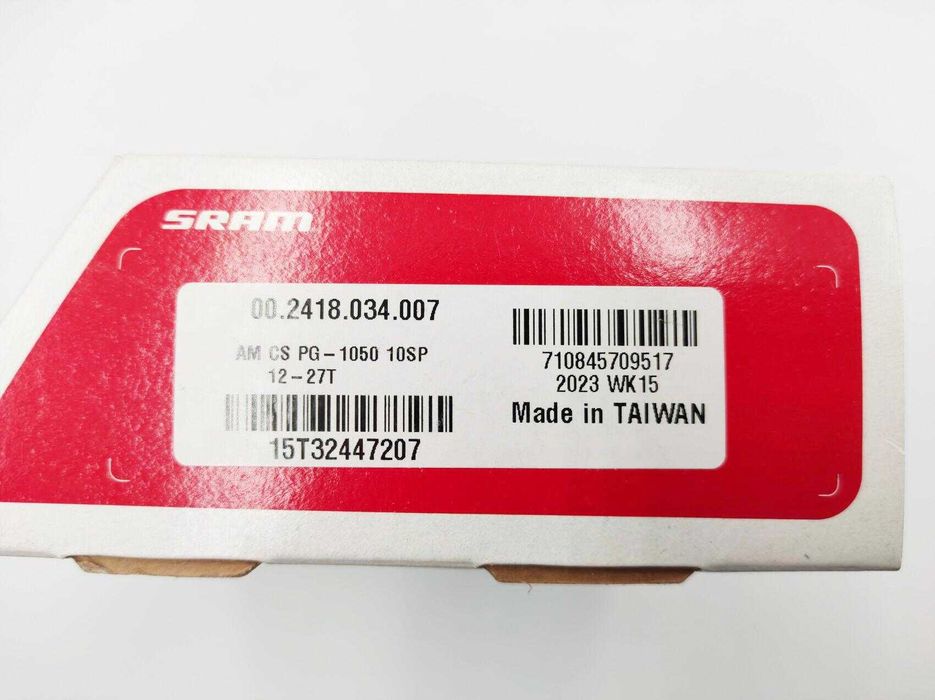 SRAM
00.2418.034.007
AM CS PG-1050 10SP
12-27T
15T32447207
710845709517
2023 WK15
Made in TAIWAN